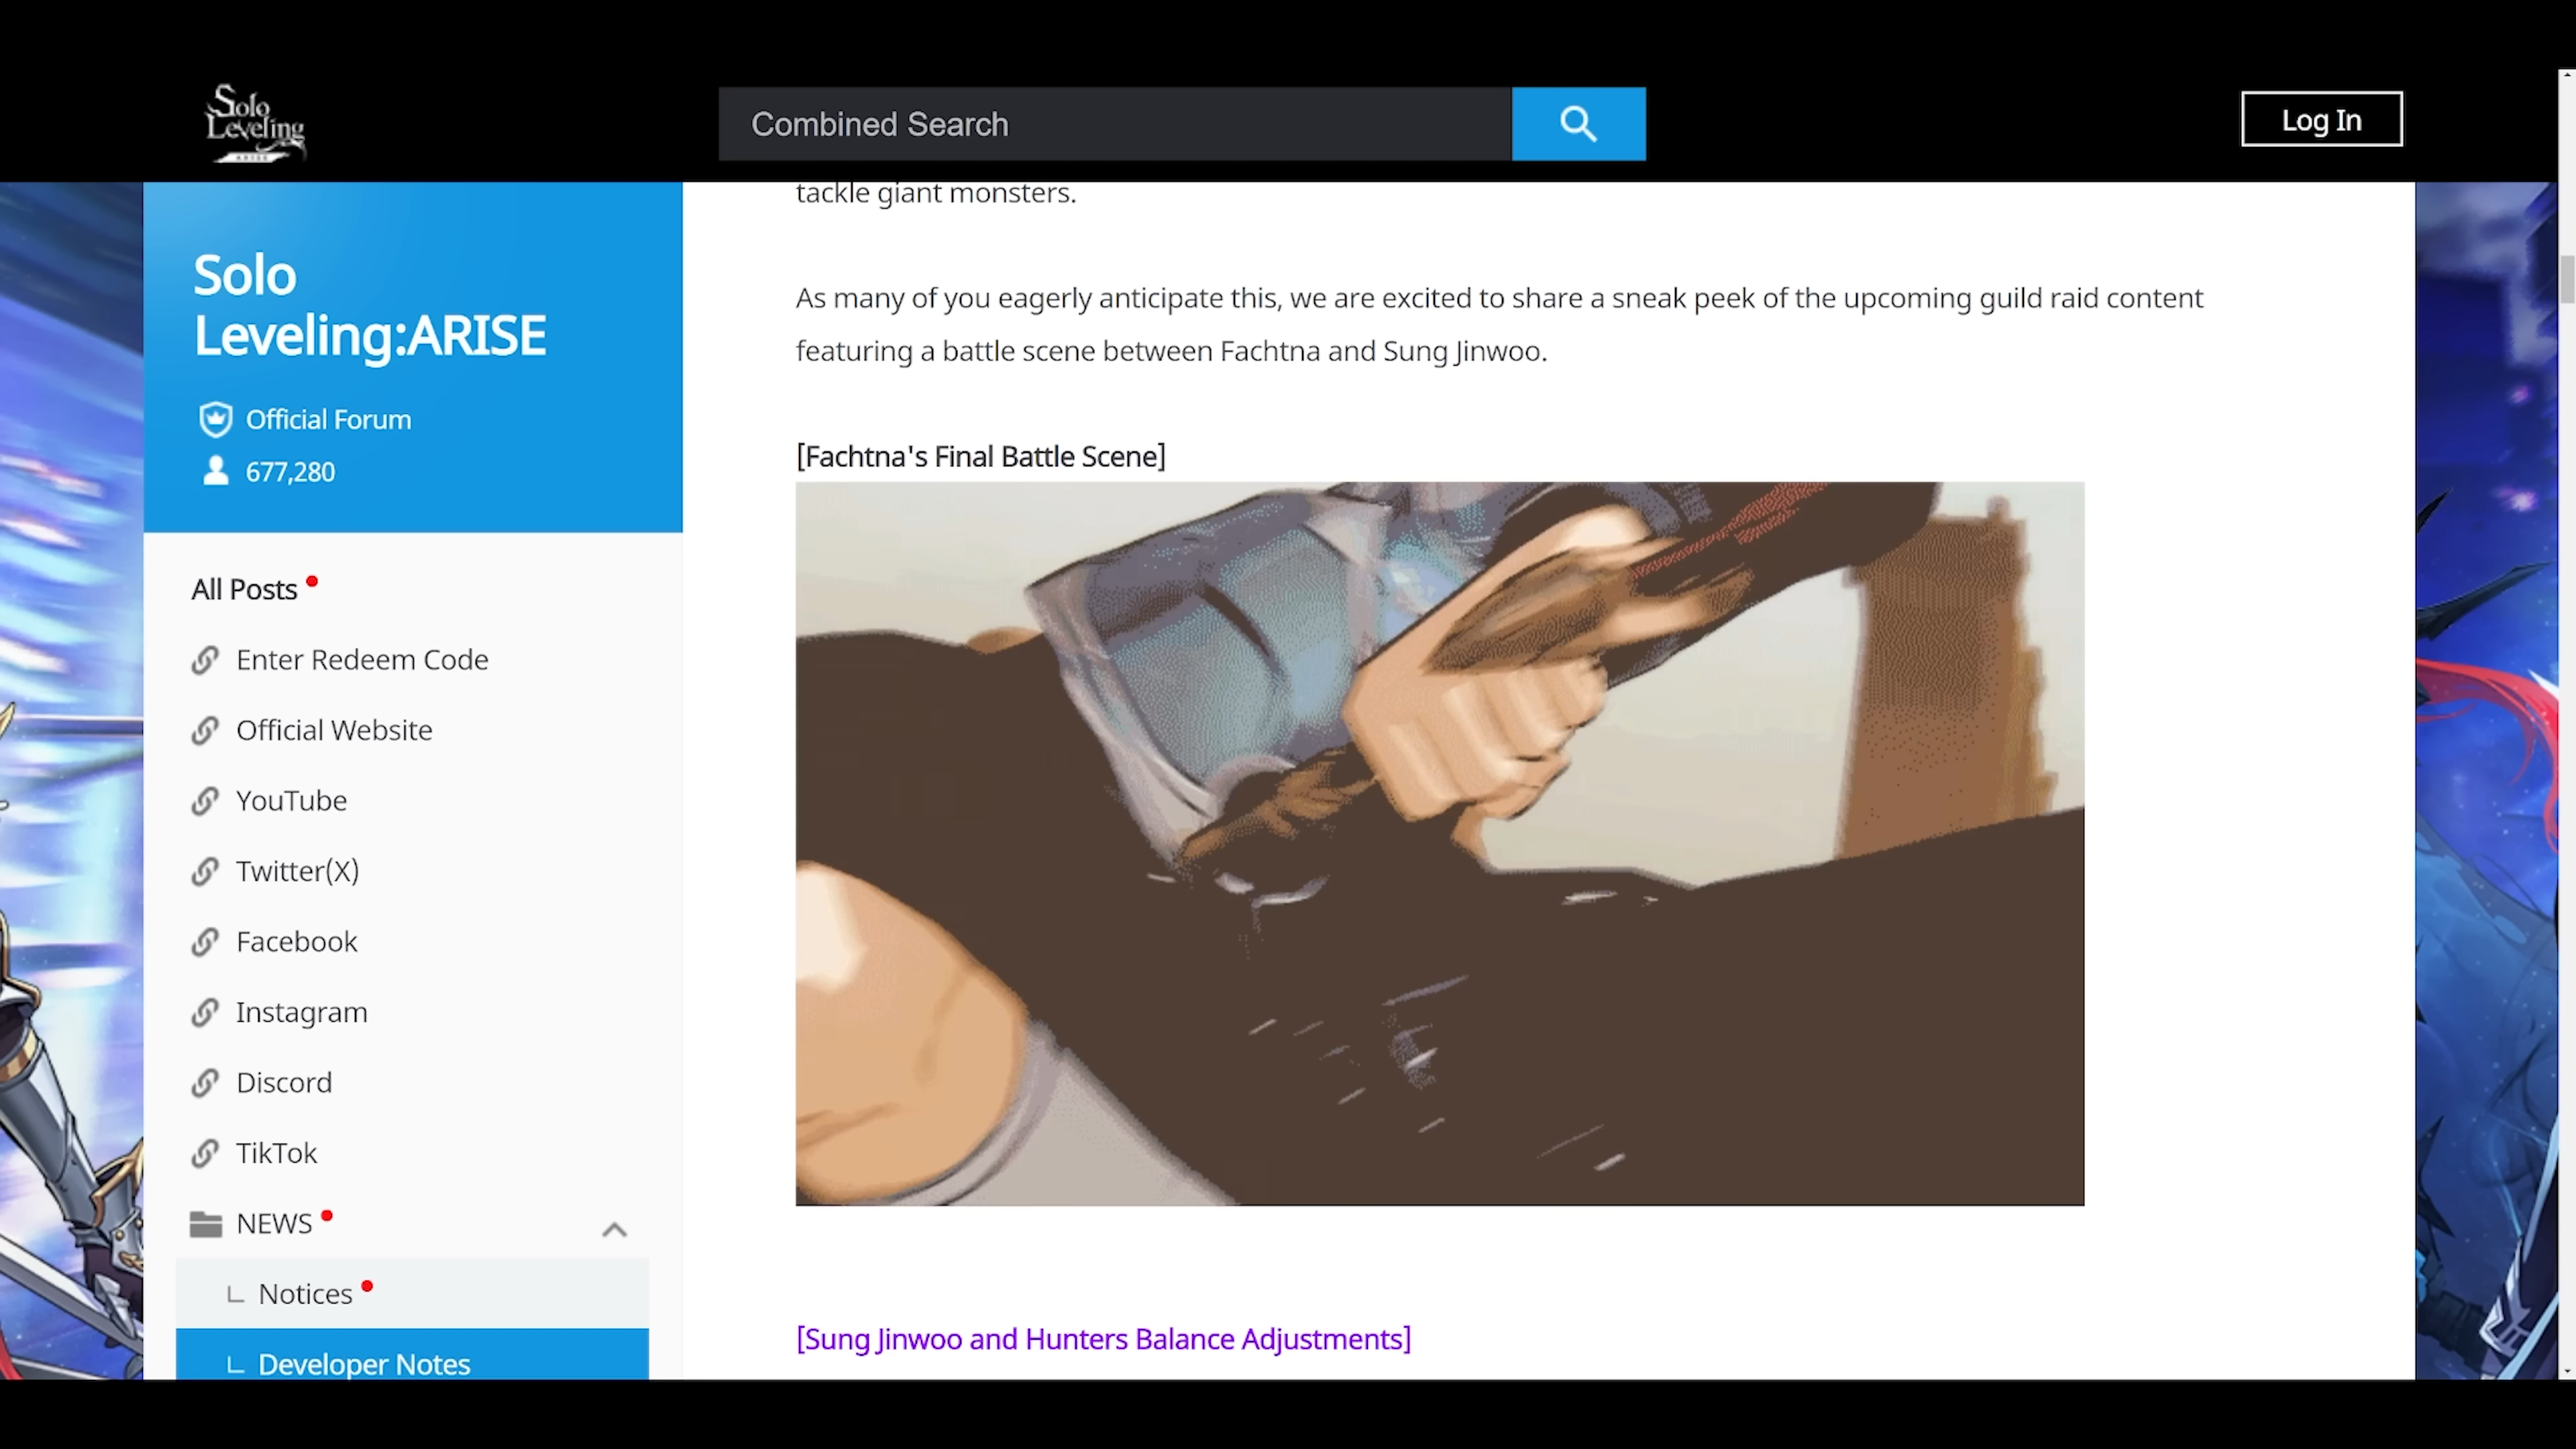 Solo
Leveling
ARISE
Combined Search
Log In
Solo
Leveling:ARISE
Official Forum
677,280
All Posts
Enter Redeem Code
Official Website
YouTube
Twitter(X)
Facebook
Instagram
Discord
TikTok
NEWS
Notices
Developer Notes
tackle giant monsters.
As many of you eagerly anticipate this, we are excited to share a sneak peek of the upcoming guild raid content
featuring a battle scene between Fachtna and Sung Jinwoo.
[Fachtna's Final Battle Scene]
[Sung Jinwoo and Hunters Balance Adjustments]